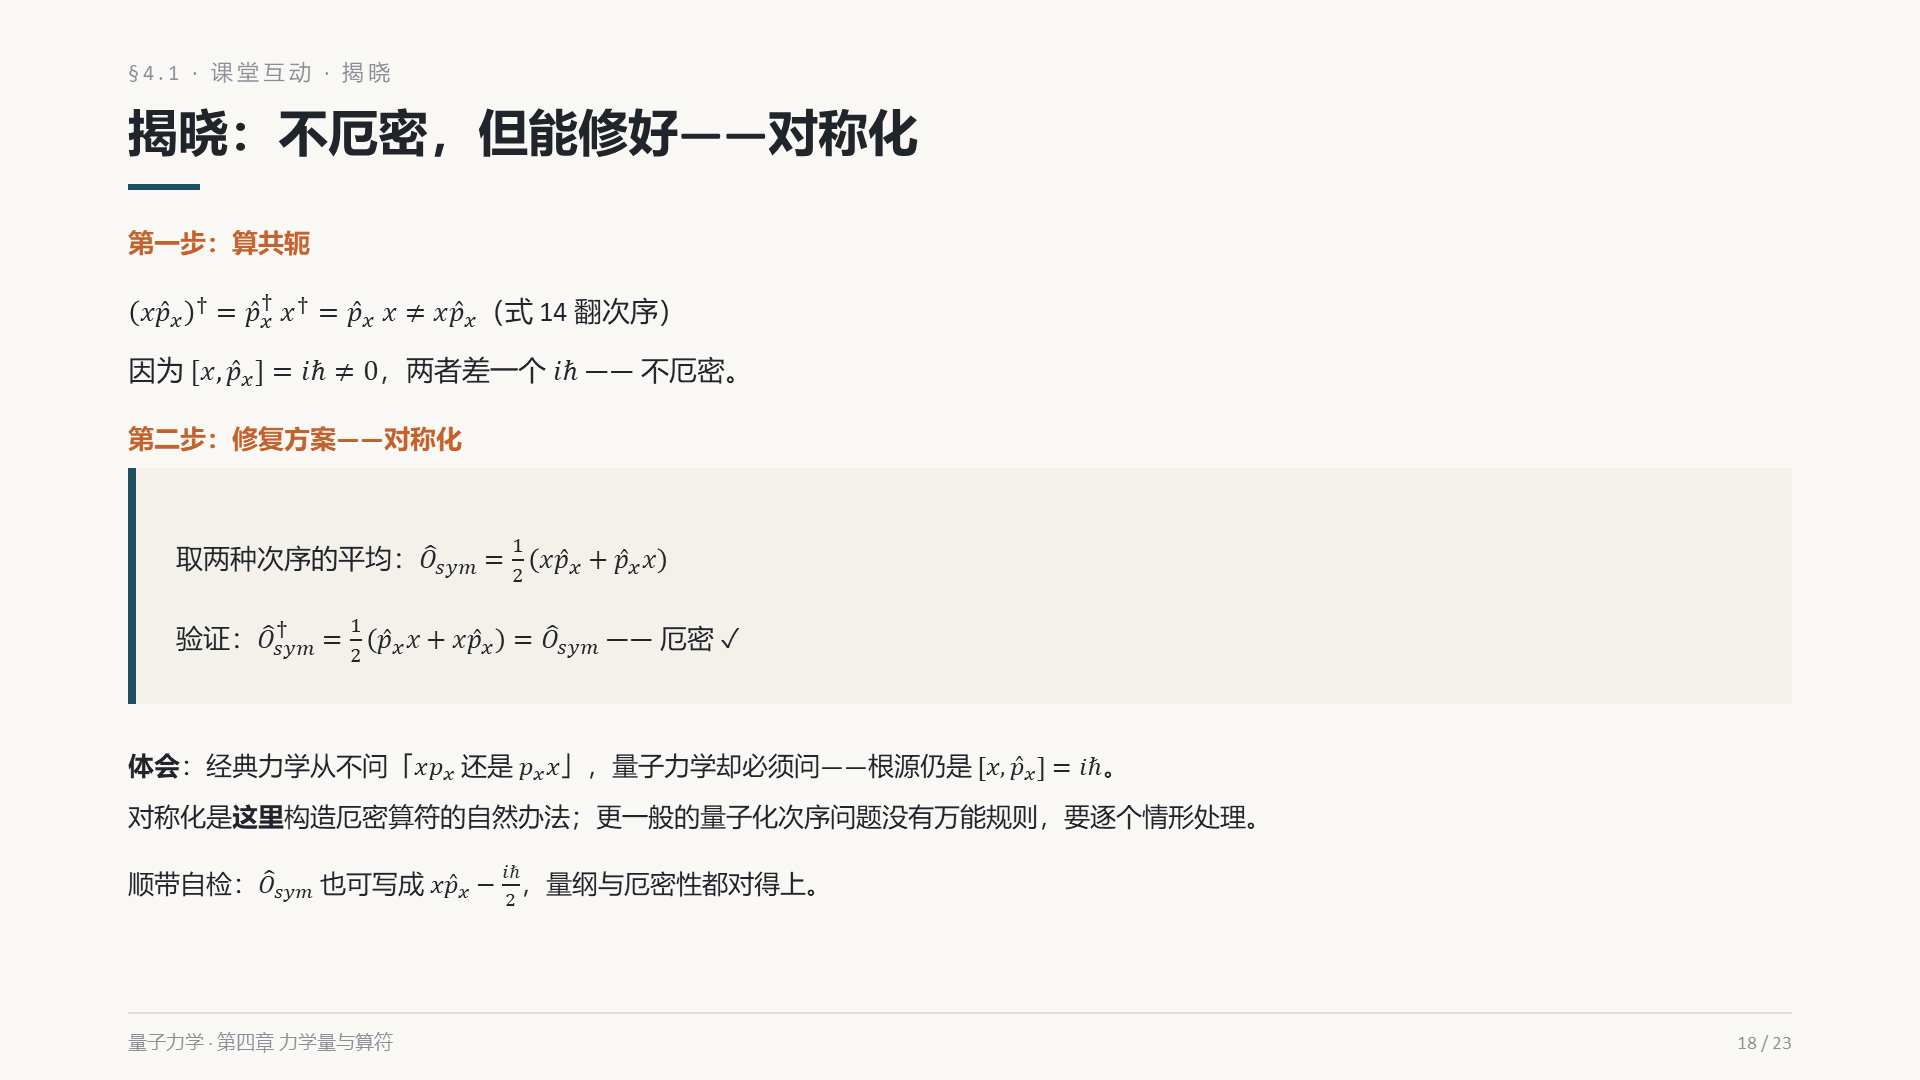 §4.1 · 课堂互动 · 揭晓
揭晓：不厄密，但能修好——对称化
第一步：算共轭
(xp̂ₓ)† = p̂ₓ† x† = p̂ₓ x ≠ xp̂ₓ（式 14 翻次序）
因为 [x, p̂ₓ] = iħ ≠ 0，两者差一个 iħ —— 不厄密。
第二步：修复方案——对称化
取两种次序的平均：Ô_sym = 1/2 (xp̂ₓ + p̂ₓx)
验证：Ô†_sym = 1/2 (p̂ₓx + xp̂ₓ) = Ô_sym —— 厄密 ✓
体会：经典力学从不问「xpₓ 还是 pₓx」，量子力学却必须问——根源仍是 [x, p̂ₓ] = iħ。
对称化是这里构造厄密算符的自然办法；更一般的量子化次序问题没有万能规则，要逐个情形处理。
顺带自检：Ô_sym 也可写成 xp̂ₓ − iħ/2，量纲与厄密性都对得上。
量子力学 · 第四章 力学量与算符
18 / 23